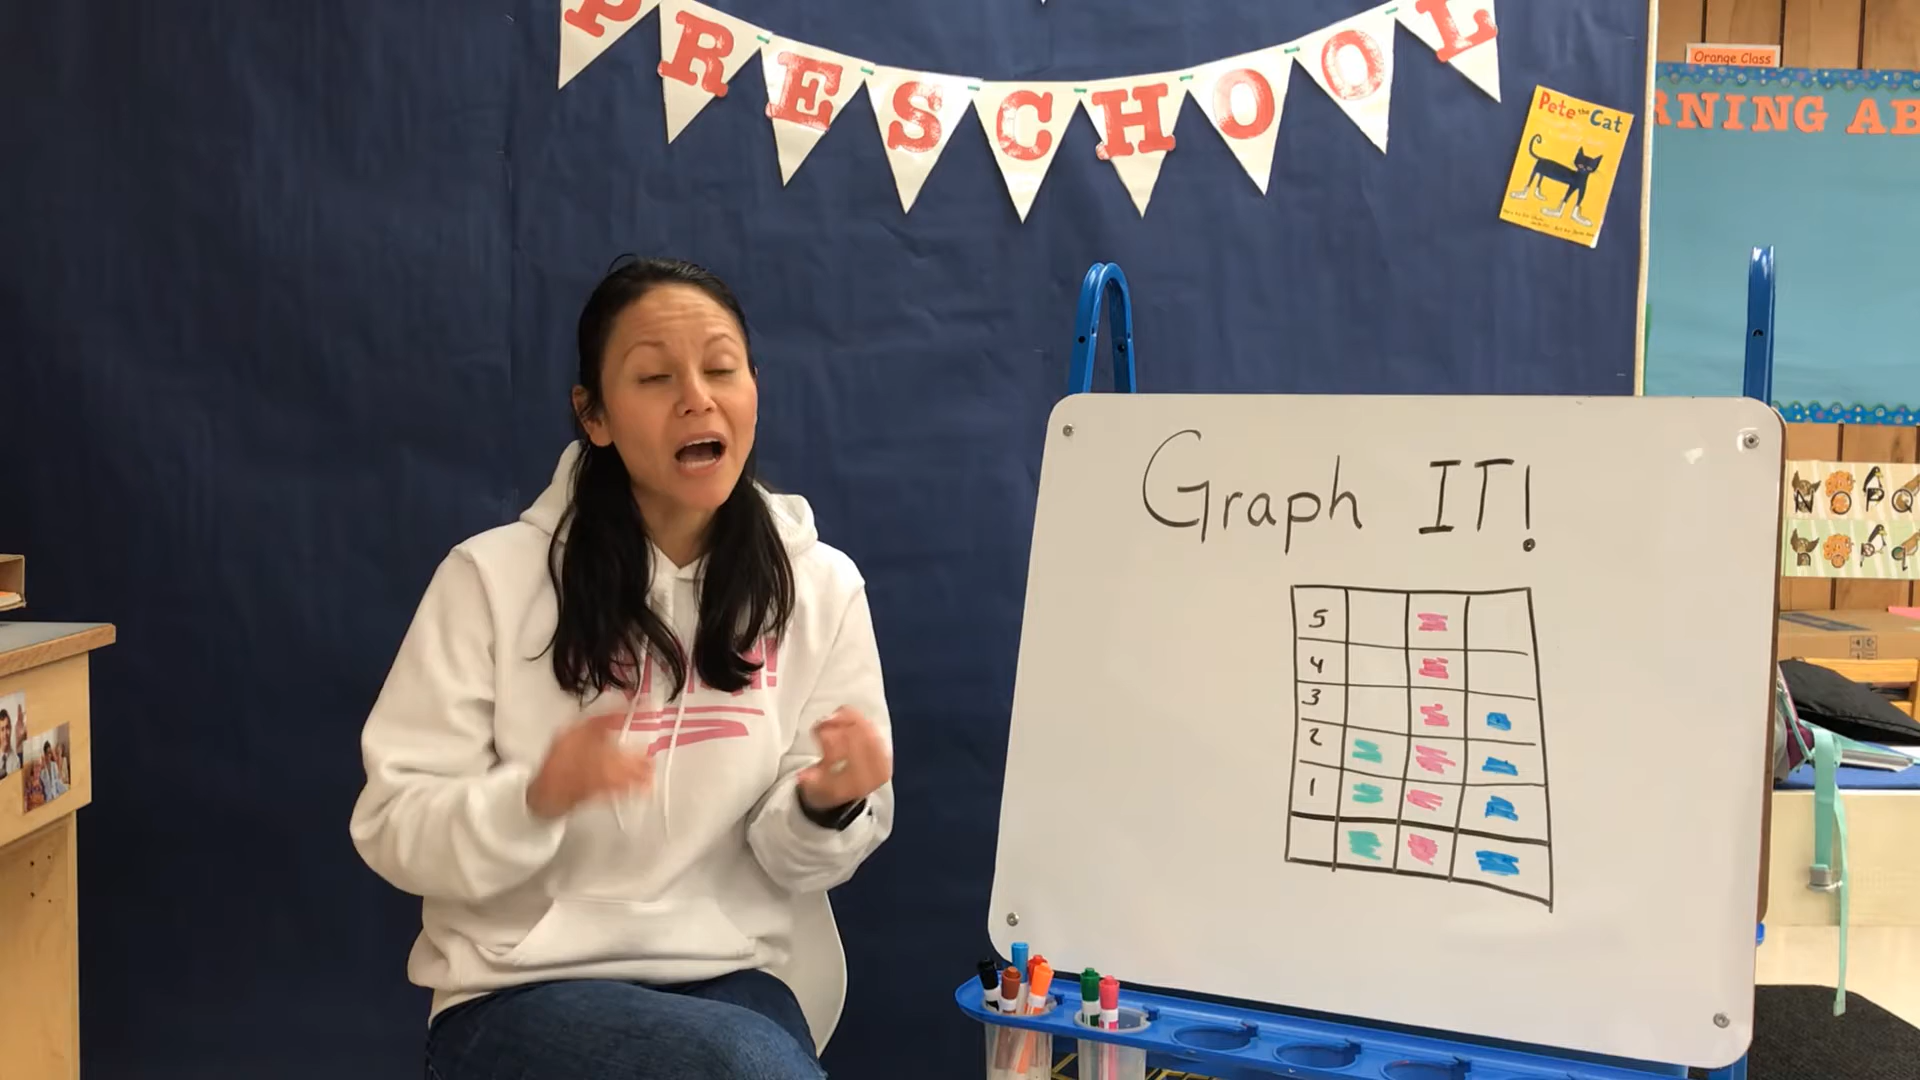 PRESCHOOL
Orange Class
RNING AB
Pete the Cat
Graph IT!
5
4
3
2
1
N O P Q